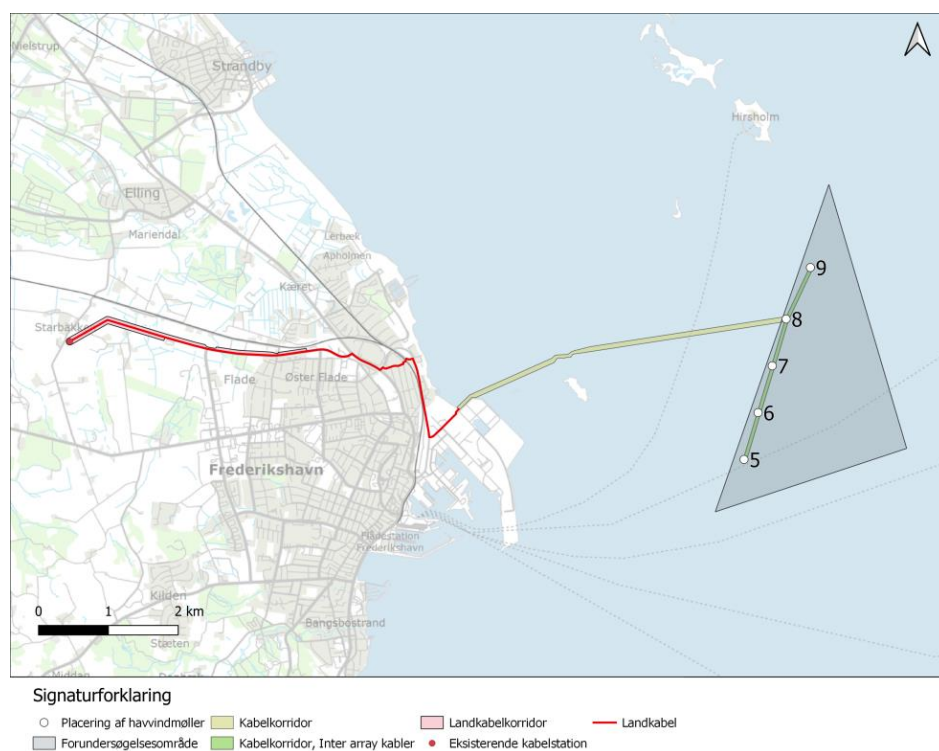 Nielstrup
Strandby
Hirsholm
Elling
Mariendal
Lerbæk
Apholmen
Kæret
9
8
Starbakke
7
Flade
Øster Flade
6
5
Frederikshavn
Flådestation
Frederikshavn
0 1 2 km
Kilden
Stæten
Bangsbostrand
Middan
Signaturforklaring
Placering af havvindmøller Kabelkorridor Landkabelkorridor Landkabel
Forundersøgelsesområde Kabelkorridor, Inter array kabler Eksisterende kabelstation